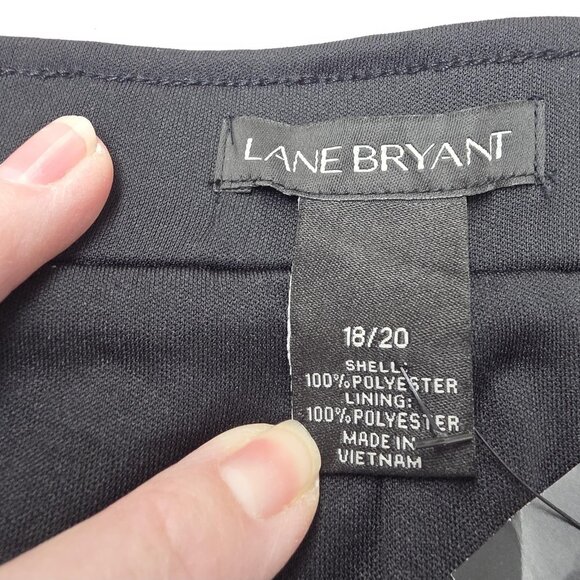 LANE BRYANT
18/20
SHELL:
100% POLYESTER
LINING:
100% POLYESTER
MADE IN
VIETNAM